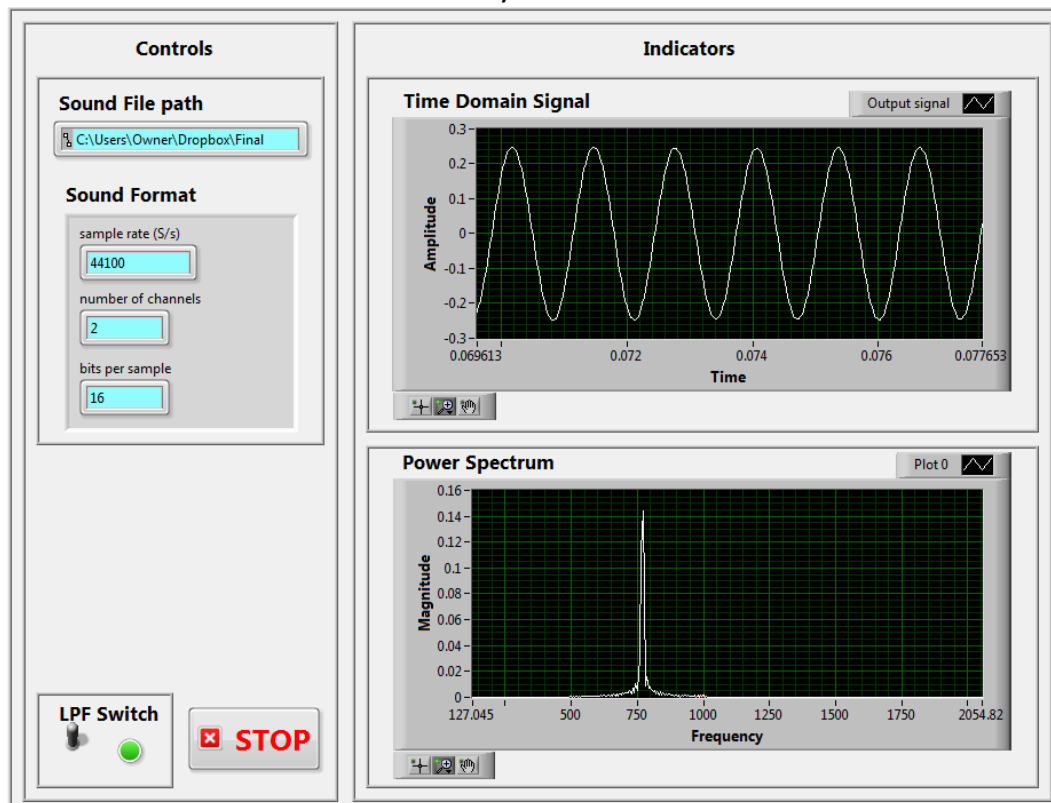 Controls
Sound File path
C:\Users\Owner\Dropbox\Final
Sound Format
sample rate (S/s)
44100
number of channels
2
bits per sample
16
LPF Switch
STOP
Indicators
Time Domain Signal
Output signal
0.3
0.2
0.1
0
-0.1
-0.2
-0.3
Amplitude
0.069613 0.072 0.074 0.076 0.077653
Time
Power Spectrum
Plot 0
0.16
0.14
0.12
0.1
0.08
0.06
0.04
0.02
0
Magnitude
127.045 500 750 1000 1250 1500 1750 2054.82
Frequency